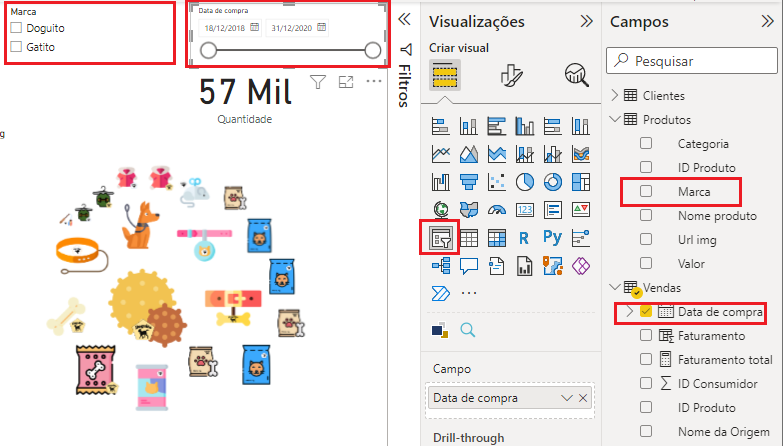 Marca
Doguito
Gatito
Data de compra
18/12/2018
31/12/2020
57 Mil
Quantidade
g
Filtros
Visualizações
Criar visual
123
R
Py
Campo
Data de compra
Drill-through
Campos
Pesquisar
Clientes
Produtos
Categoria
ID Produto
Marca
Nome produto
Url img
Valor
Vendas
Data de compra
Faturamento
Faturamento total
ID Consumidor
ID Produto
Nome da Origem